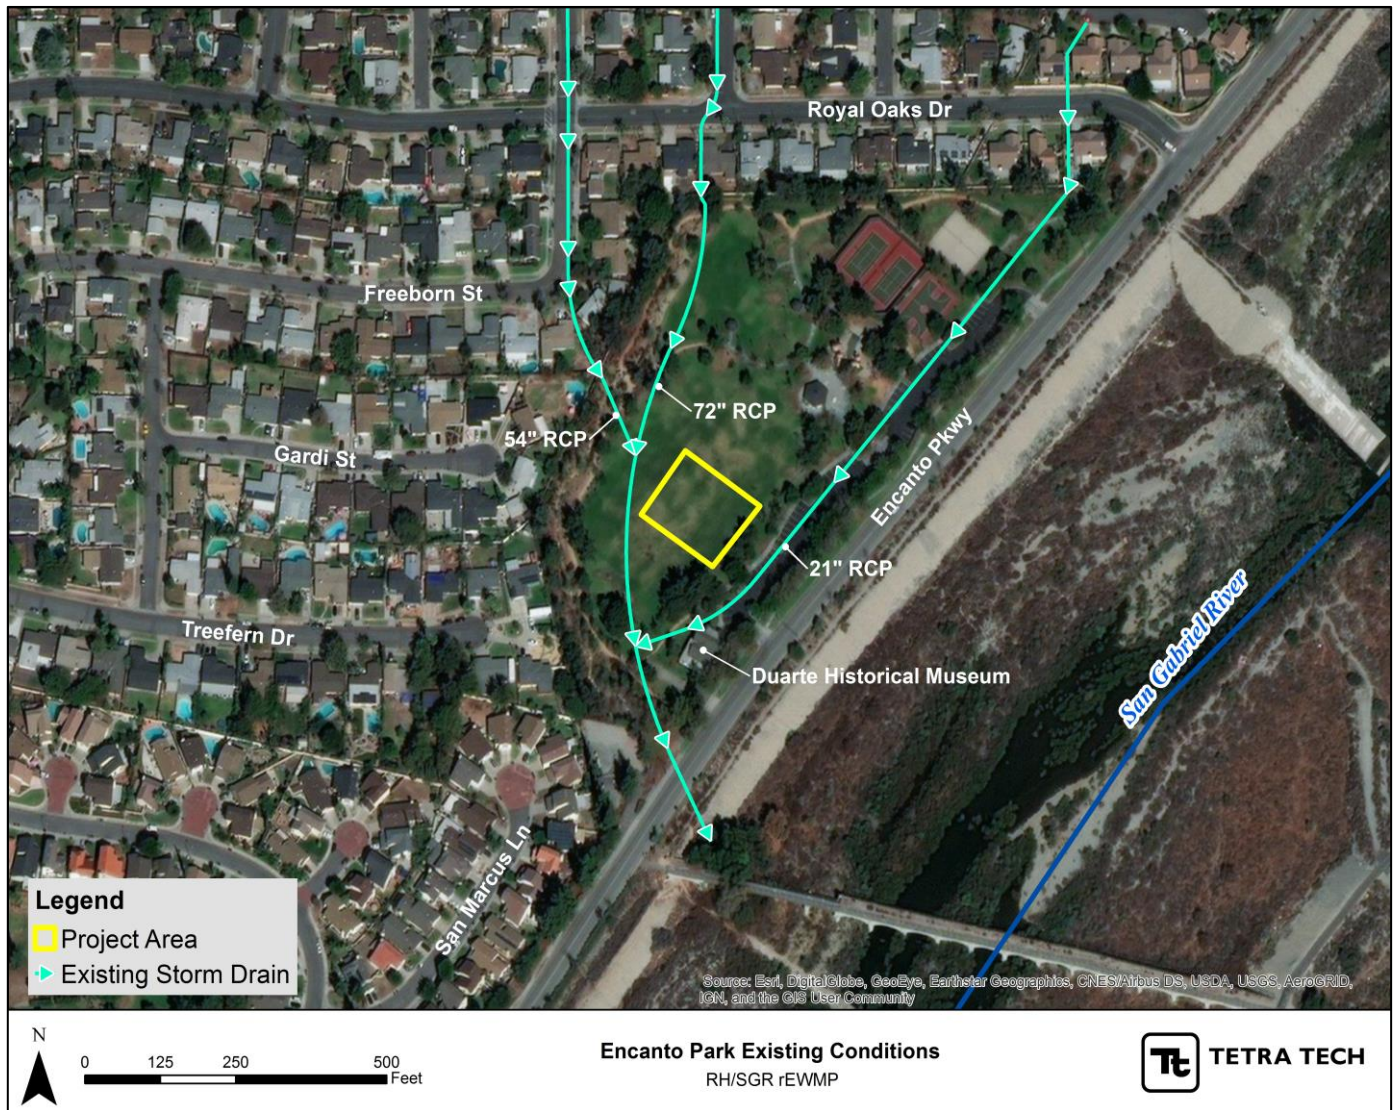 Royal Oaks Dr
Freeborn St
72" RCP
54" RCP
Gardi St
Encanto Pkwy
21" RCP
San Gabriel River
Treefern Dr
Duarte Historical Museum
San Marcus Ln
Legend
Project Area
Existing Storm Drain
Source: Esri, DigitalGlobe, GeoEye, Earthstar Geographics, CNES/Airbus DS, USDA, USGS, AeroGRID,
IGN, and the GIS User Community
N
0 125 250 500
Feet
Encanto Park Existing Conditions
RH/SGR rEWMP
Tt TETRA TECH